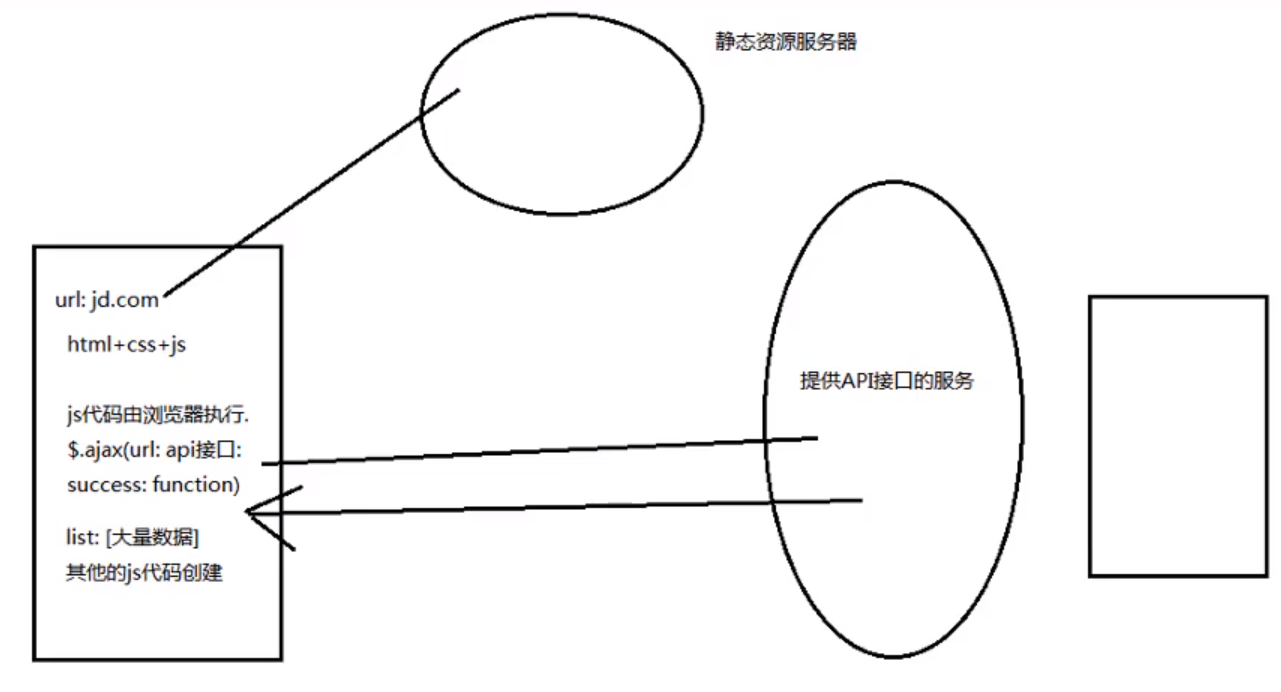 静态资源服务器
url: jd.com
html+css+js
提供API接口的服务
js代码由浏览器执行.
$.ajax(url: api接口:
success: function)
list: [大量数据]
其他的js代码创建